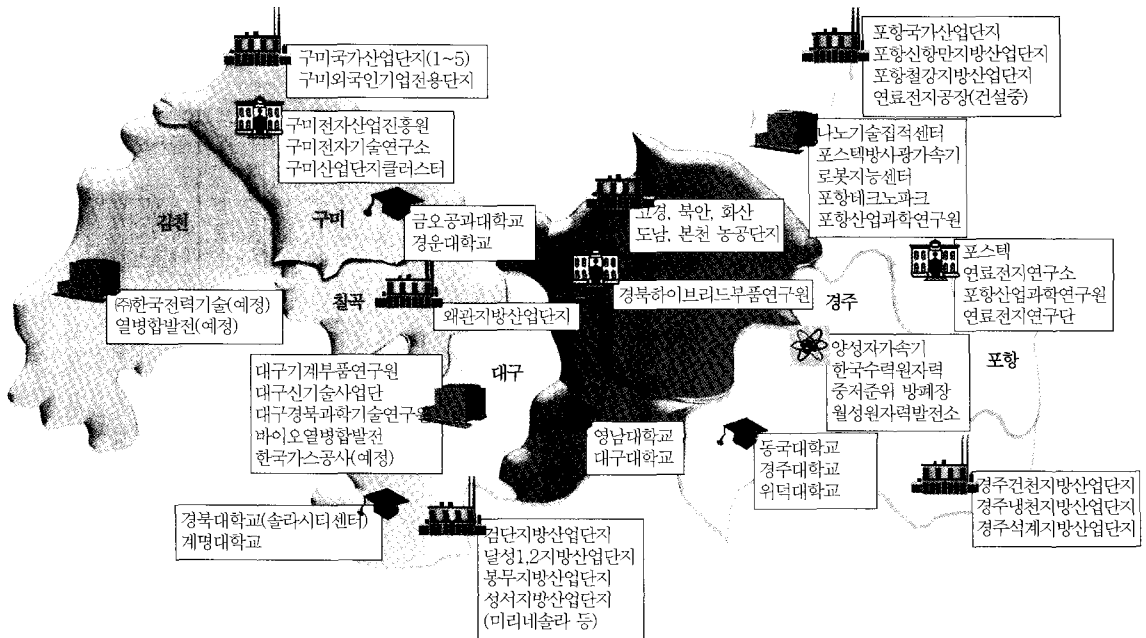 구미국가산업단지(1~5)
구미외국인기업전용단지
포항국가산업단지
포항신항만지방산업단지
포항철강지방산업단지
연료전지공장(건설중)
구미전자산업진흥원
구미전자기술연구소
구미산업단지클러스터
나노기술집적센터
포스텍방사광가속기
로봇지능센터
포항테크노파크
포항산업과학연구원
김천
구미
금오공과대학교
경운대학교
고경, 북안, 화산
도남, 본천 농공단지
포스텍
연료전지연구소
포항산업과학연구원
연료전지연구단
㈜한국전력기술(예정)
열병합발전(예정)
칠곡
왜관지방산업단지
경북하이브리드부품연구원
경주
양성자가속기
한국수력원자력
중저준위 방폐장
월성원자력발전소
포항
대구기계부품연구원
대구신기술사업단
대구경북과학기술연구원
바이오열병합발전
한국가스공사(예정)
대구
영남대학교
대구대학교
동국대학교
경주대학교
위덕대학교
경주건천지방산업단지
경주냉천지방산업단지
경주석계지방산업단지
경북대학교(솔라시티센터)
계명대학교
검단지방산업단지
달성1,2지방산업단지
봉무지방산업단지
성서지방산업단지
(미리네솔라 등)